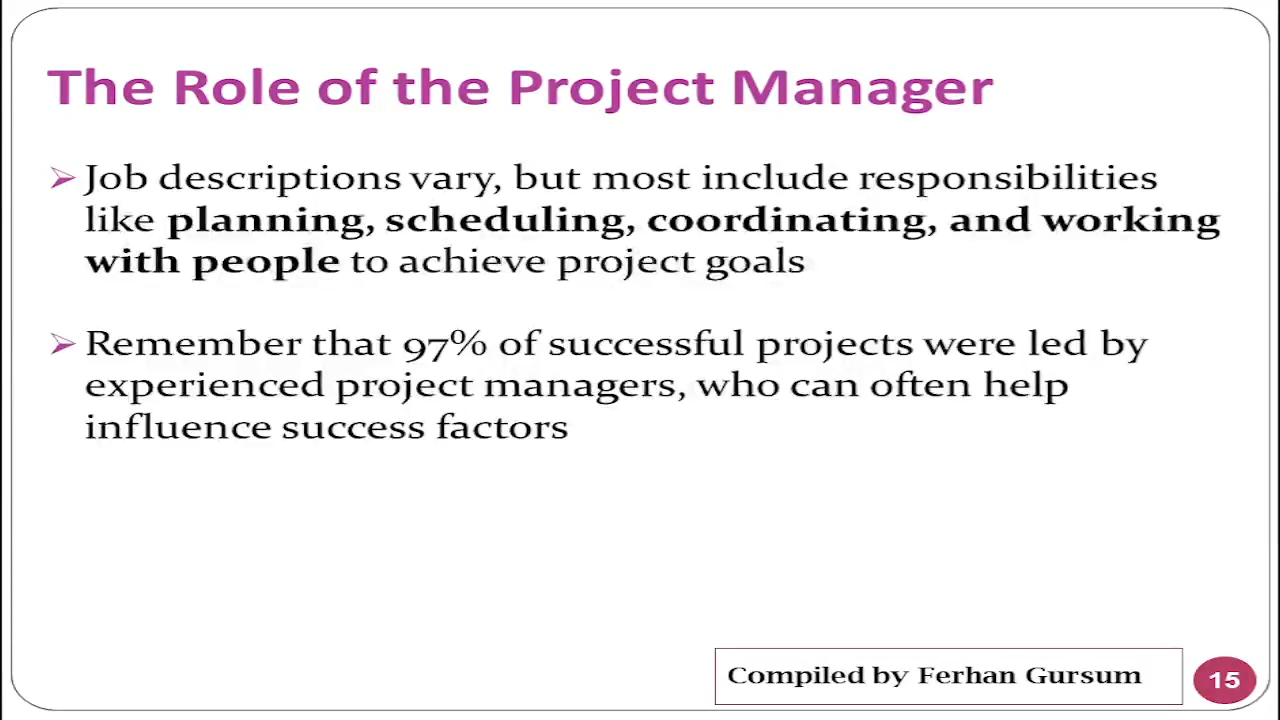 The Role of the Project Manager
Job descriptions vary, but most include responsibilities
like planning, scheduling, coordinating, and working
with people to achieve project goals
Remember that 97% of successful projects were led by
experienced project managers, who can often help
influence success factors
Compiled by Ferhan Gursum
15